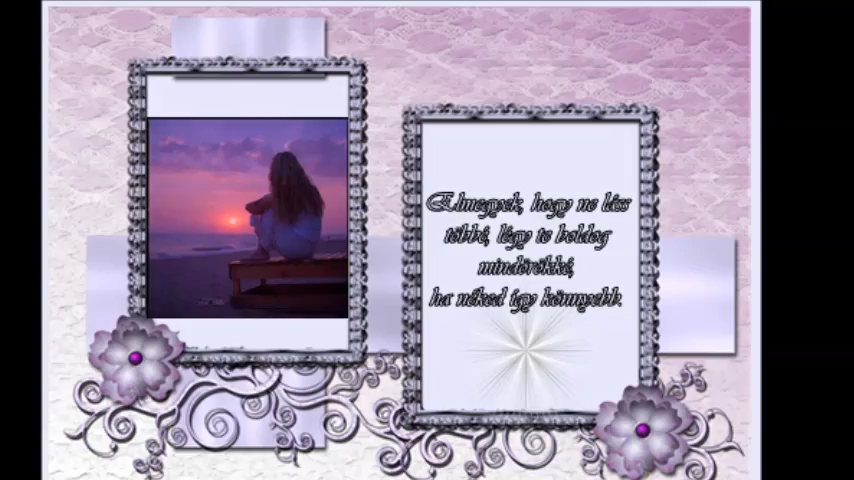 Elmegyek, hogy ne láss
többé, légy te boldog
mindörökké,
ha néked így könnyebb.